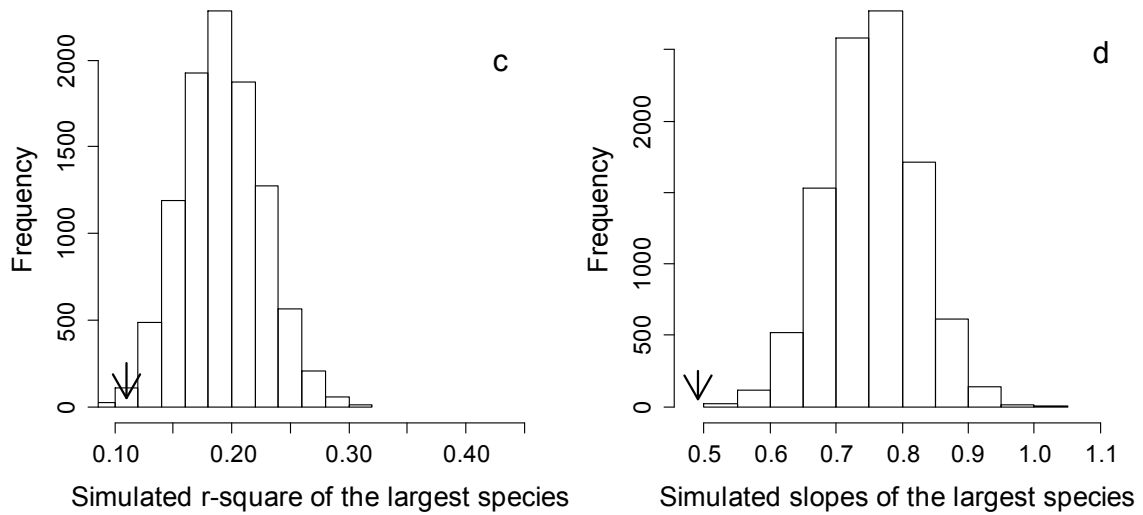 c
Frequency
0
500
1000
1500
2000
0.10 0.20 0.30 0.40
Simulated r-square of the largest species
d
Frequency
0
500
1000
2000
0.5 0.6 0.7 0.8 0.9 1.0 1.1
Simulated slopes of the largest species